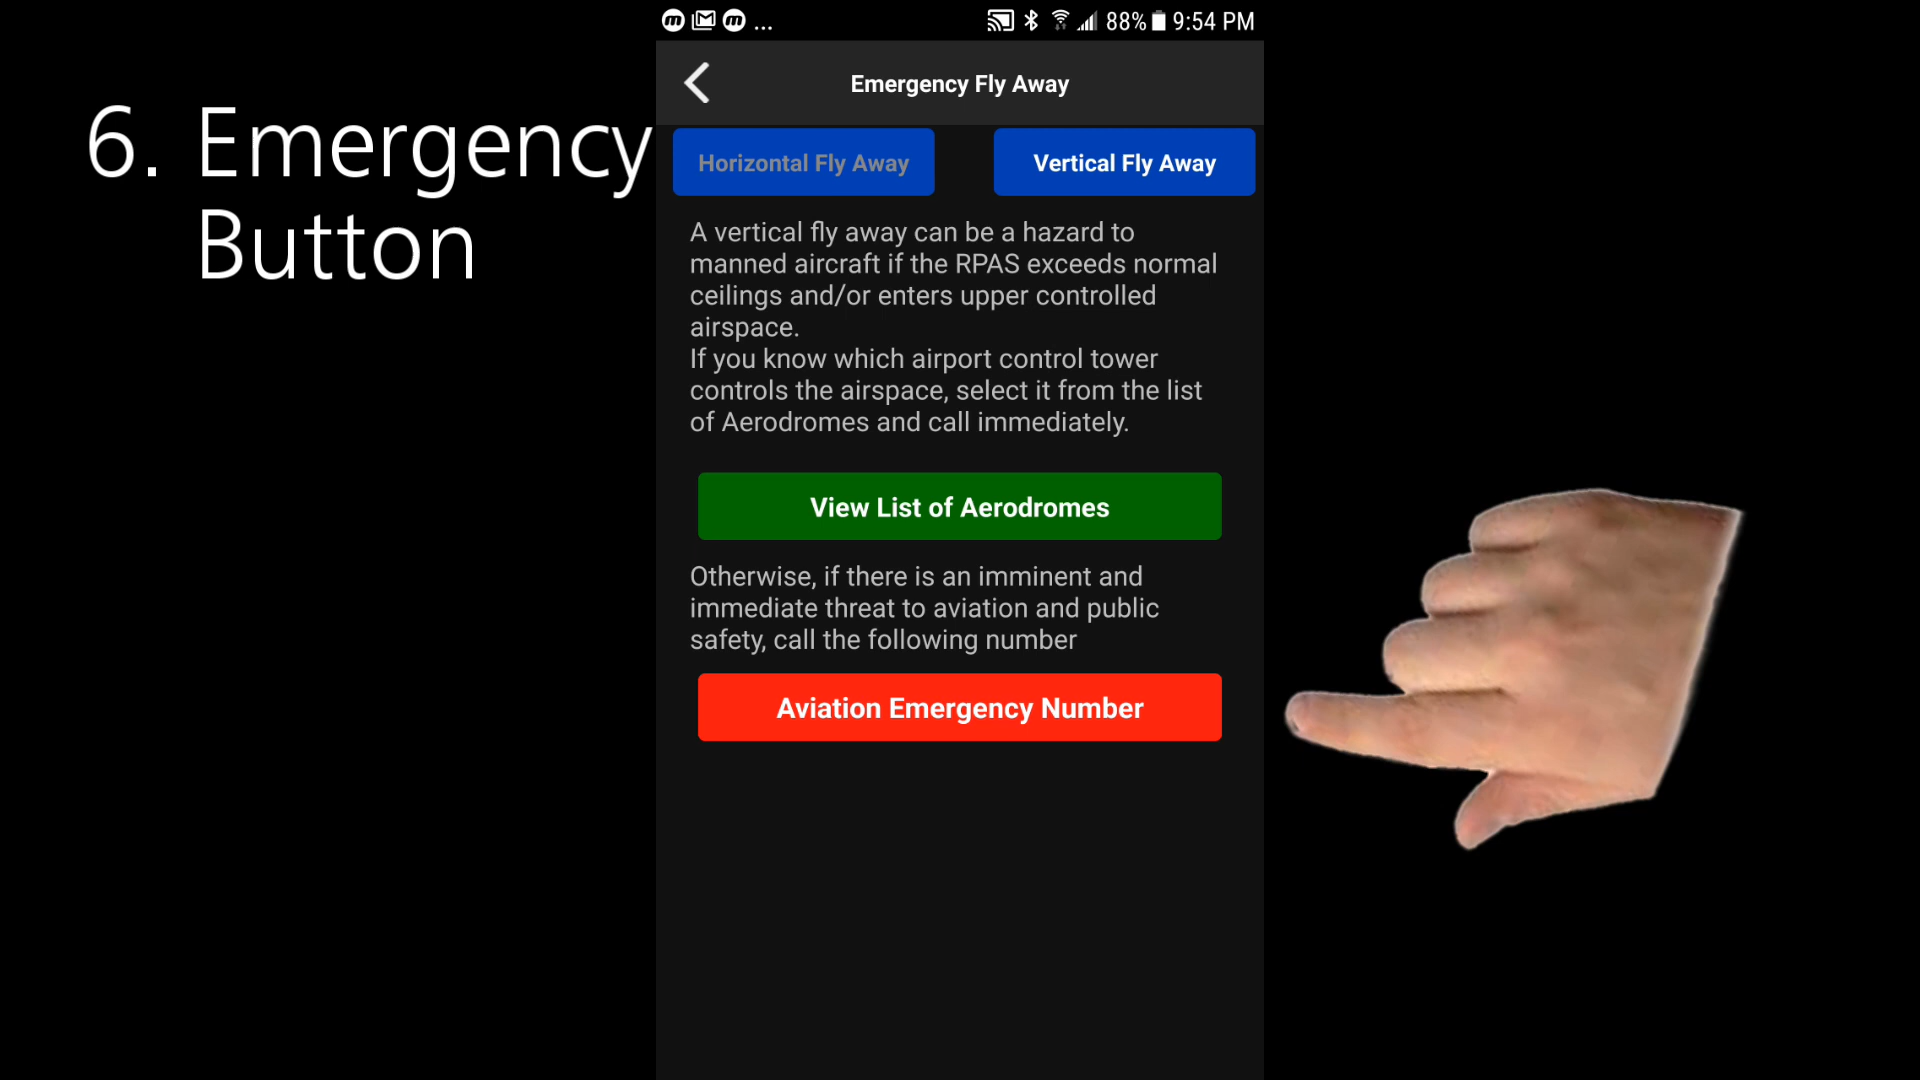 ... 88% 9:54 PM
6. Emergency
Button
Emergency Fly Away
Horizontal Fly Away
Vertical Fly Away
A vertical fly away can be a hazard to
manned aircraft if the RPAS exceeds normal
ceilings and/or enters upper controlled
airspace.
If you know which airport control tower
controls the airspace, select it from the list
of Aerodromes and call immediately.
View List of Aerodromes
Otherwise, if there is an imminent and
immediate threat to aviation and public
safety, call the following number
Aviation Emergency Number